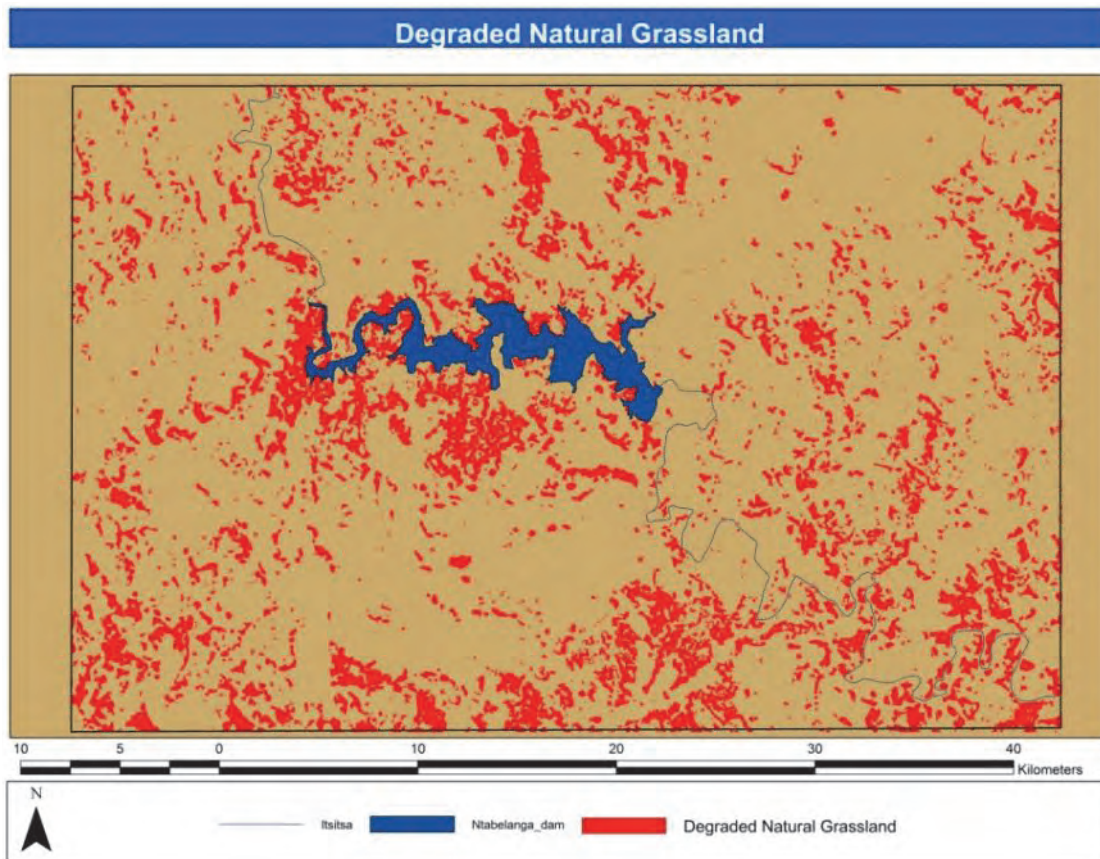 Degraded Natural Grassland
10 5 0 10 20 30 40
Kilometers
N
Itsitsa Ntabelanga_dam Degraded Natural Grassland